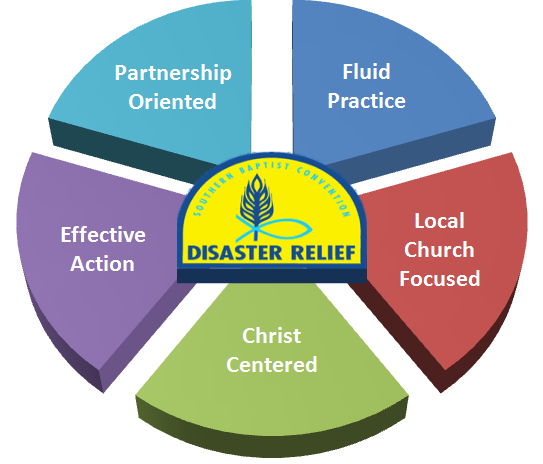 Partnership
Oriented
Fluid
Practice
SOUTHERN BAPTIST CONVENTION
DISASTER RELIEF
Effective
Action
Local
Church
Focused
Christ
Centered